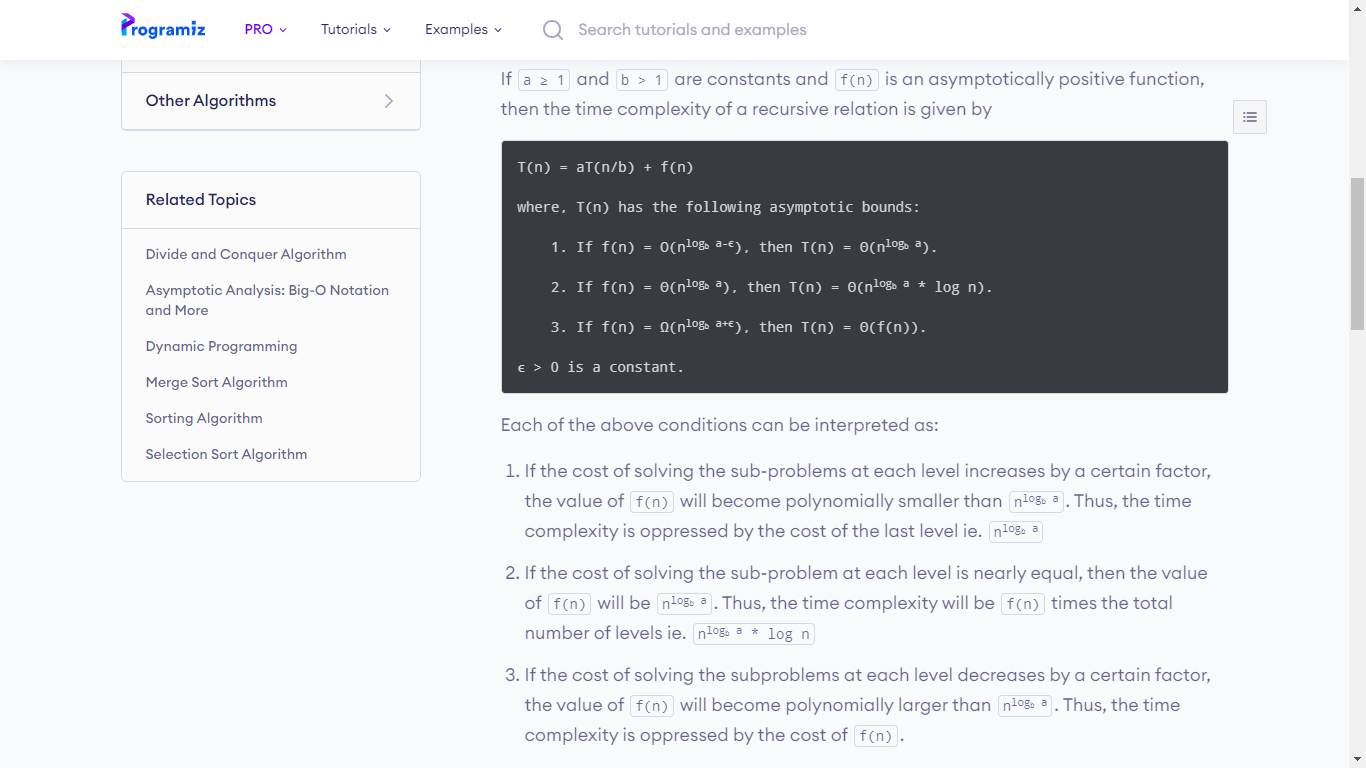 Programiz
PRO
Tutorials
Examples
Search tutorials and examples
Other Algorithms
Related Topics
Divide and Conquer Algorithm
Asymptotic Analysis: Big-O Notation
and More
Dynamic Programming
Merge Sort Algorithm
Sorting Algorithm
Selection Sort Algorithm
If a ≥ 1 and b > 1 are constants and f(n) is an asymptotically positive function,
then the time complexity of a recursive relation is given by
T(n) = aT(n/b) + f(n)
where, T(n) has the following asymptotic bounds:
1. If f(n) = O(n^log_b a-ϵ), then T(n) = Θ(n^log_b a).
2. If f(n) = Θ(n^log_b a), then T(n) = Θ(n^log_b a * log n).
3. If f(n) = Ω(n^log_b a+ϵ), then T(n) = Θ(f(n)).
ϵ > 0 is a constant.
Each of the above conditions can be interpreted as:
1. If the cost of solving the sub-problems at each level increases by a certain factor,
the value of f(n) will become polynomially smaller than n^log_b a. Thus, the time
complexity is oppressed by the cost of the last level ie. n^log_b a
2. If the cost of solving the sub-problem at each level is nearly equal, then the value
of f(n) will be n^log_b a. Thus, the time complexity will be f(n) times the total
number of levels ie. n^log_b a * log n
3. If the cost of solving the subproblems at each level decreases by a certain factor,
the value of f(n) will become polynomially larger than n^log_b a. Thus, the time
complexity is oppressed by the cost of f(n).